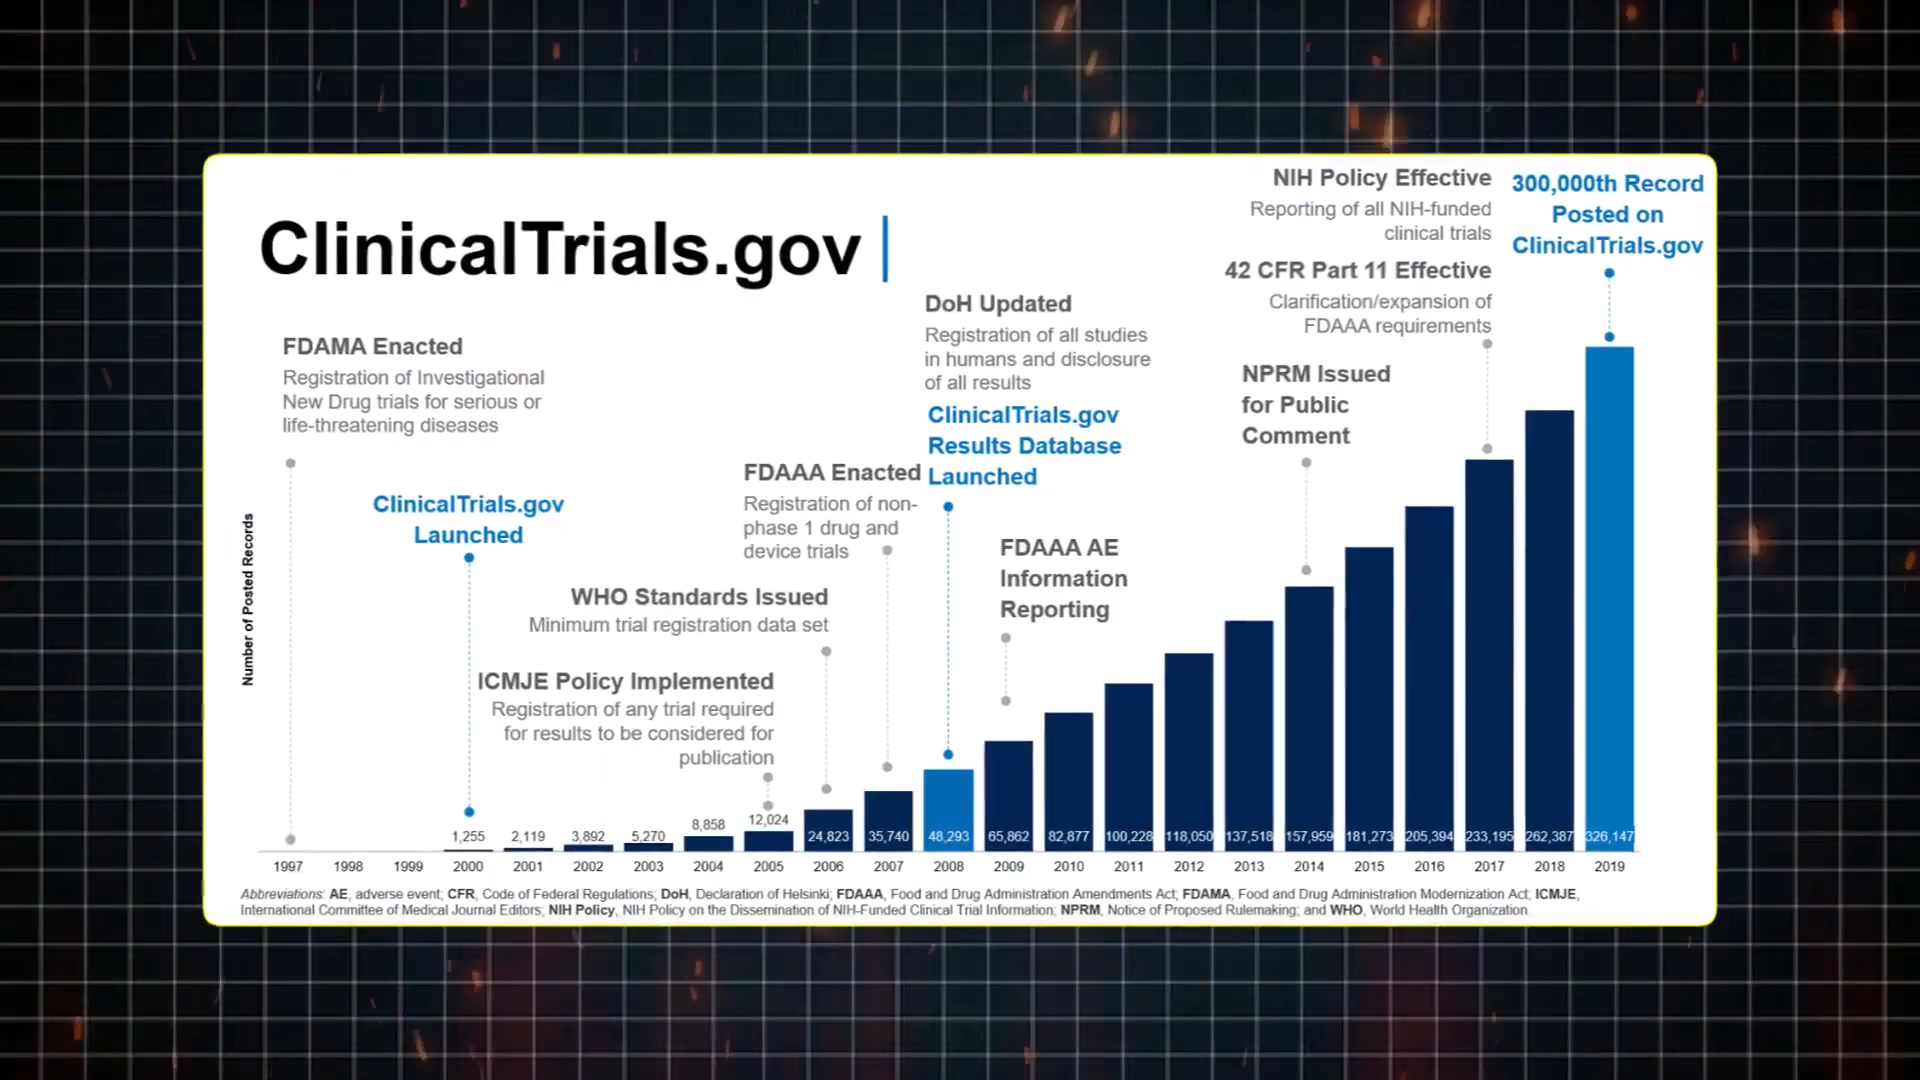 ClinicalTrials.gov
FDAMA Enacted
Registration of Investigational
New Drug trials for serious or
life-threatening diseases
ClinicalTrials.gov
Launched
ICMJE Policy Implemented
Registration of any trial required
for results to be considered for
publication
WHO Standards Issued
Minimum trial registration data set
FDAAA Enacted
Registration of non-
phase 1 drug and
device trials
DoH Updated
Registration of all studies
in humans and disclosure
of all results
ClinicalTrials.gov
Results Database
Launched
FDAAA AE
Information
Reporting
NPRM Issued
for Public
Comment
NIH Policy Effective
Reporting of all NIH-funded
clinical trials
42 CFR Part 11 Effective
Clarification/expansion of
FDAAA requirements
300,000th Record
Posted on
ClinicalTrials.gov
Number of Posted Records
1,255 2,119 3,892 5,270 8,858 12,024 24,823 35,740 48,293 65,862 82,877 100,228 118,050 137,518 157,959 181,273 205,394 233,195 262,387 326,147
1997 1998 1999 2000 2001 2002 2003 2004 2005 2006 2007 2008 2009 2010 2011 2012 2013 2014 2015 2016 2017 2018 2019
Abbreviations: AE, adverse event; CFR, Code of Federal Regulations; DoH, Declaration of Helsinki; FDAAA, Food and Drug Administration Amendments Act; FDAMA, Food and Drug Administration Modernization Act; ICMJE,
International Committee of Medical Journal Editors; NIH Policy, NIH Policy on the Dissemination of NIH-Funded Clinical Trial Information; NPRM, Notice of Proposed Rulemaking; and WHO, World Health Organization.